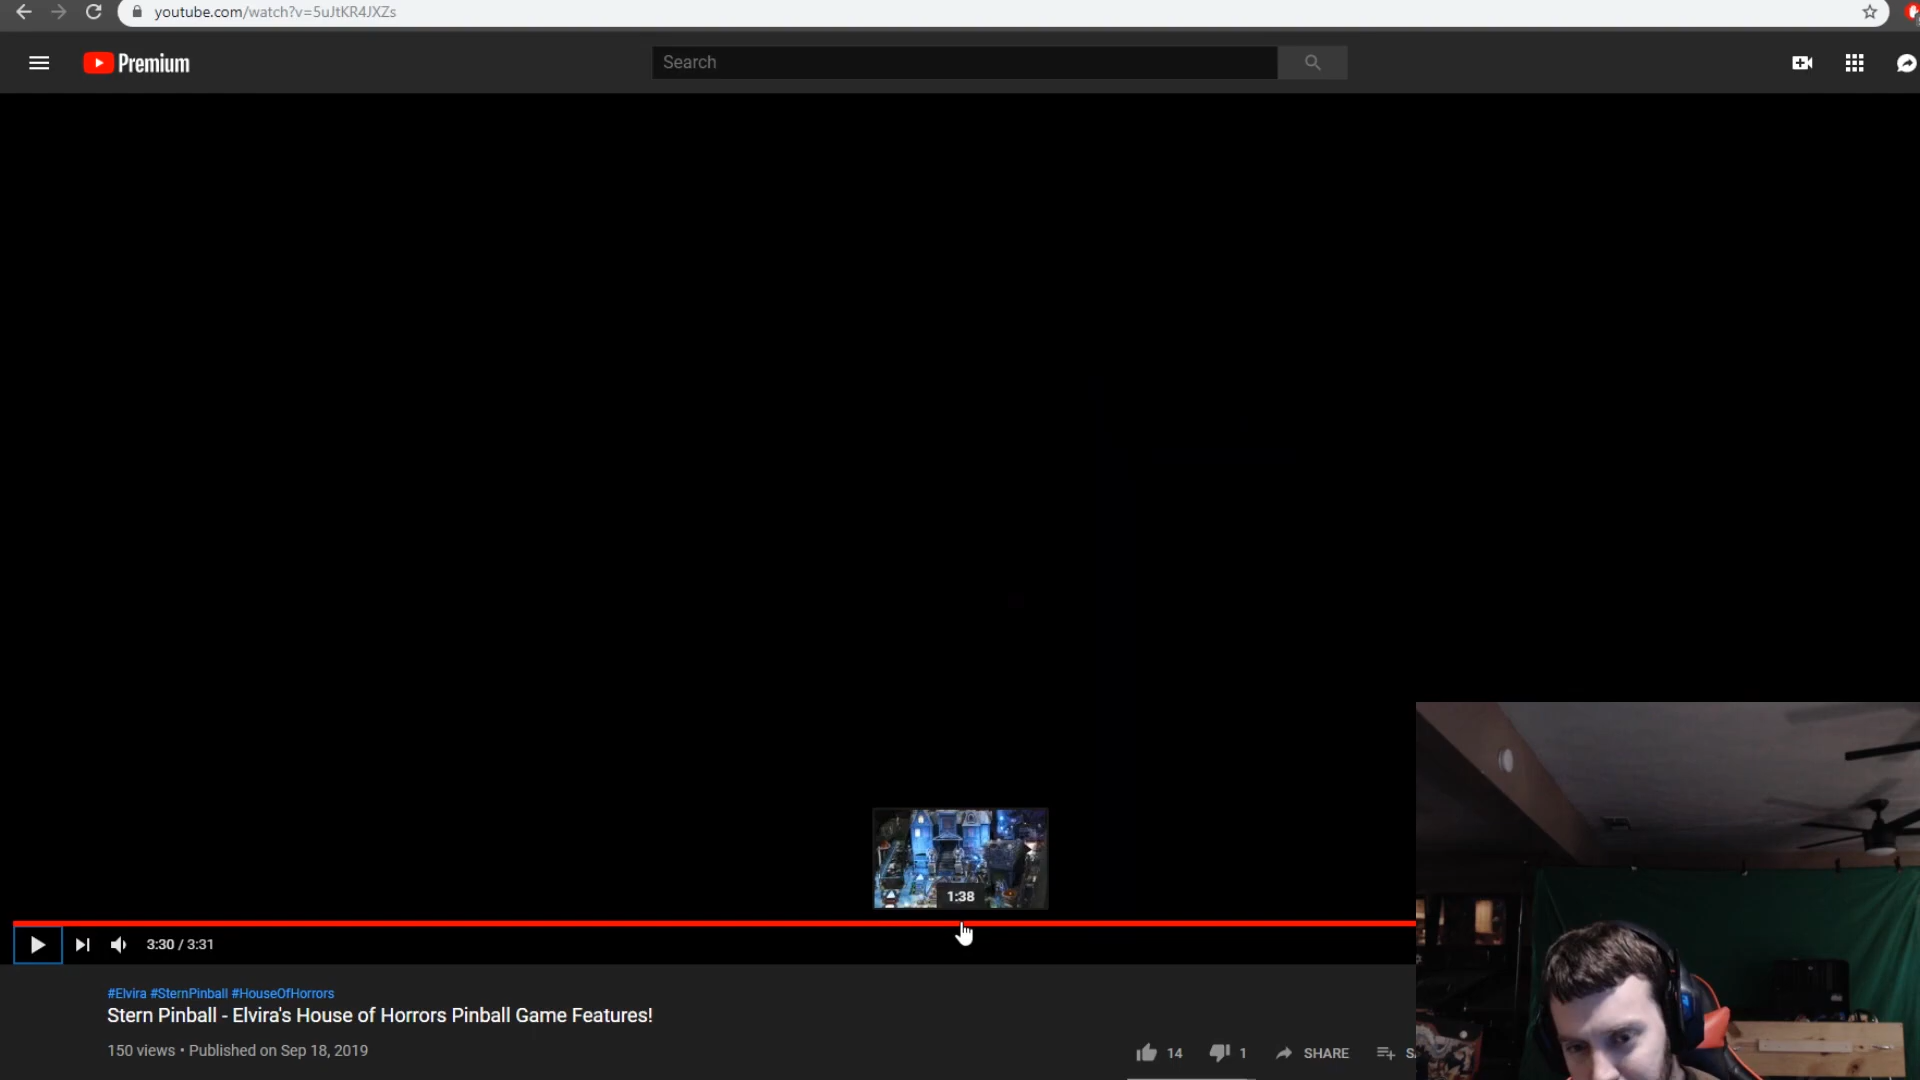 youtube.com/watch?v=5uJtKR4JXZs
Premium
Search
1:38
3:30 / 3:31
#Elvira #SternPinball #HouseOfHorrors
Stern Pinball - Elvira's House of Horrors Pinball Game Features!
150 views • Published on Sep 18, 2019
14
1
SHARE